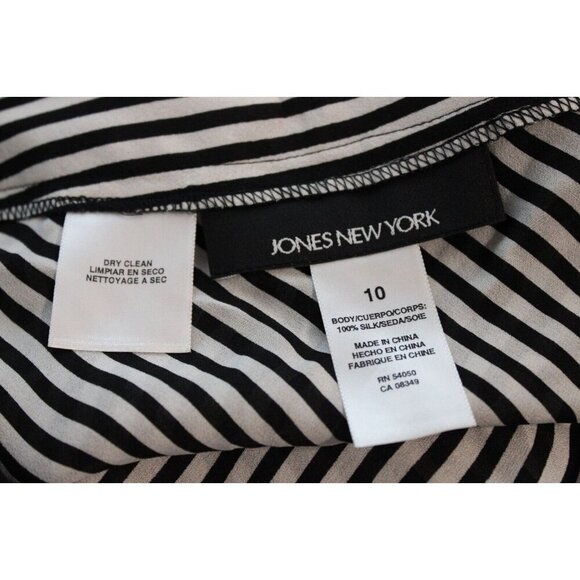 DRY CLEAN
LIMPIAR EN SECO
NETTOYAGE A SEC
JONES NEW YORK
10
BODY/CUERPO/CORPS:
100% SILK/SEDA/SOIE
MADE IN CHINA
HECHO EN CHINA
FABRIQUE EN CHINE
RN 54050
CA 08349